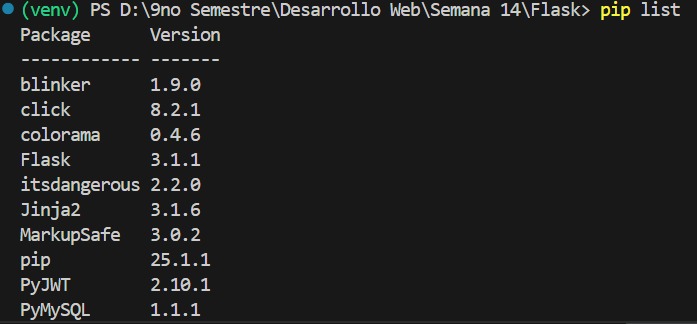 (venv) PS D:\9no Semestre\Desarrollo Web\Semana 14\Flask> pip list
Package      Version
------------ -------
blinker      1.9.0
click        8.2.1
colorama     0.4.6
Flask        3.1.1
itsdangerous 2.2.0
Jinja2       3.1.6
MarkupSafe   3.0.2
pip          25.1.1
PyJWT        2.10.1
PyMySQL      1.1.1